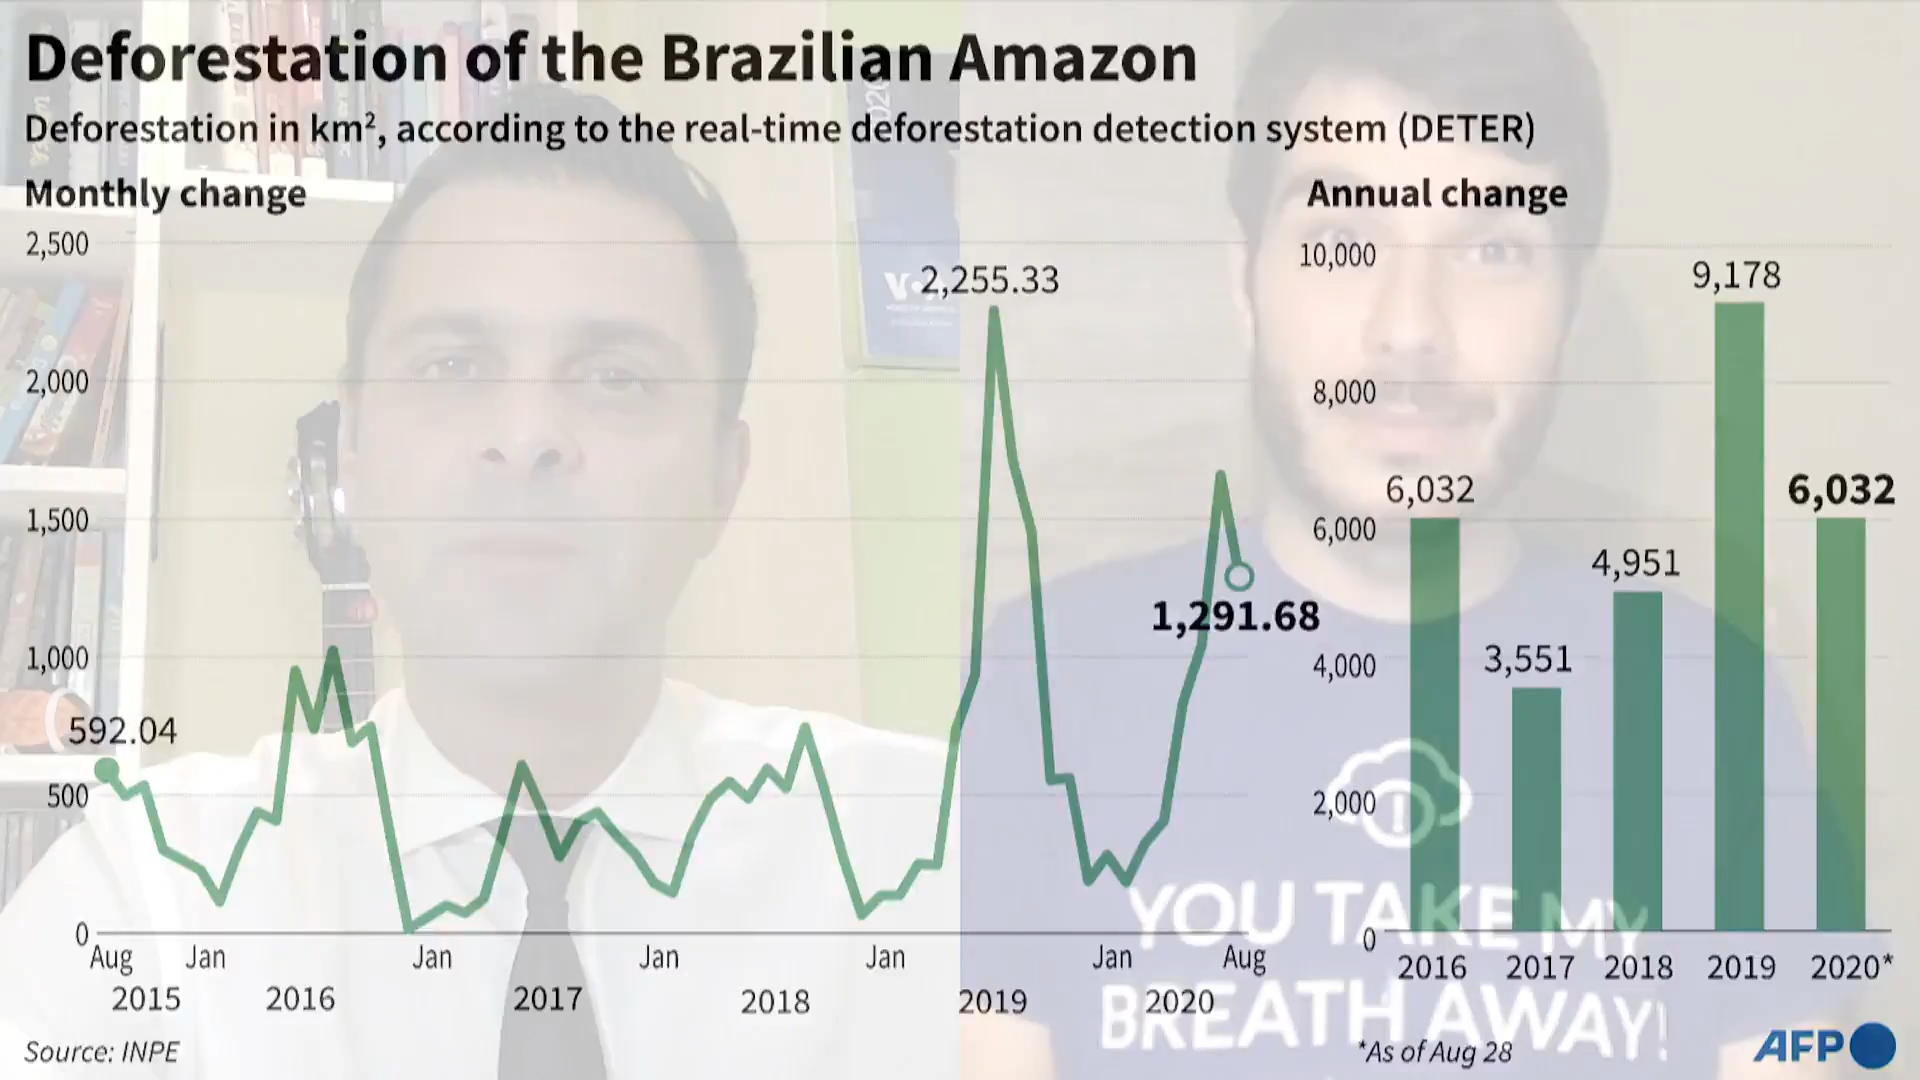 Deforestation of the Brazilian Amazon
Deforestation in km², according to the real-time deforestation detection system (DETER)
Monthly change
2,500
2,000
1,500
1,000
500
0
592.04
2,255.33
1,291.68
Aug Jan Jan Jan Jan Jan Aug
2015 2016 2017 2018 2019 2020
Source: INPE
Annual change
10,000
8,000
6,000
4,000
2,000
0
6,032
3,551
4,951
9,178
6,032
2016 2017 2018 2019 2020*
*As of Aug 28
AFP
YOU TAKE MY
BREATH AWAY!